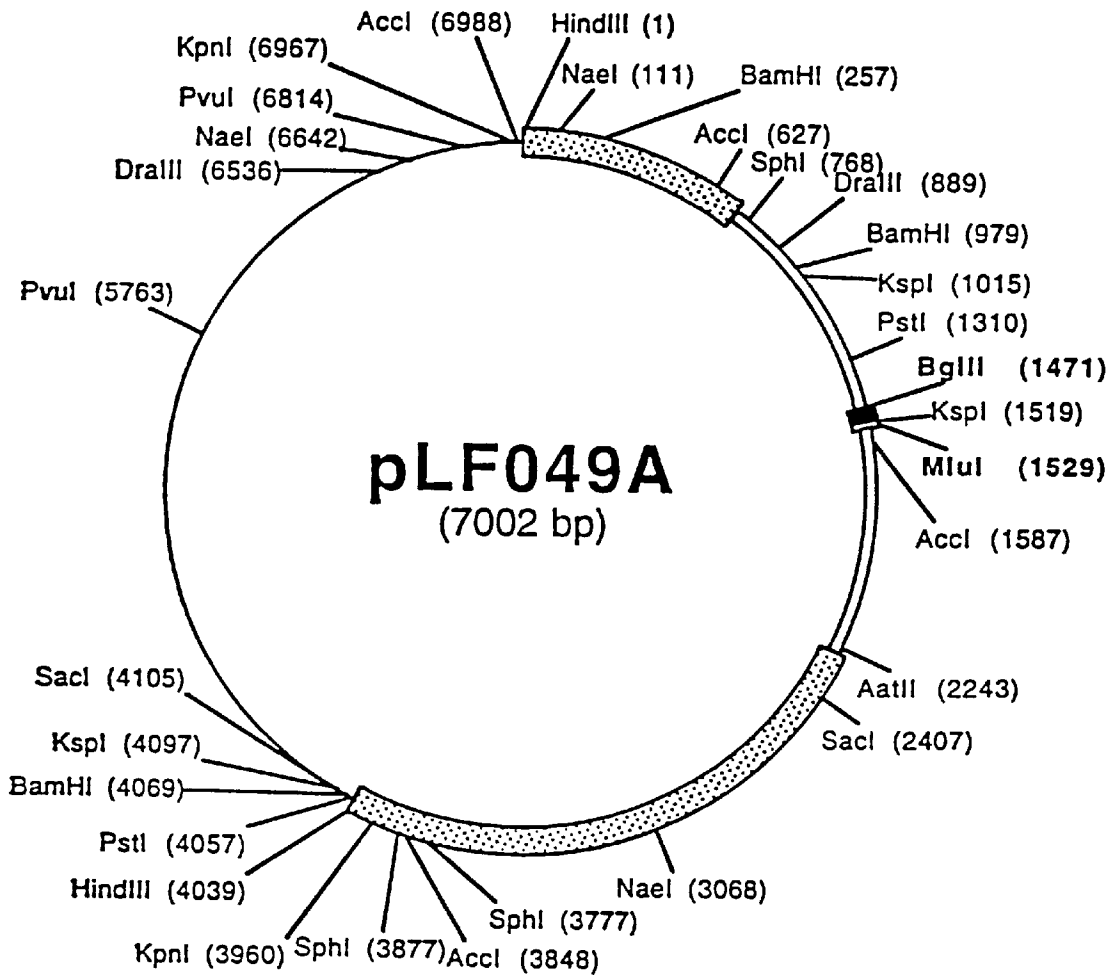 AccI (6988)
HindIII (1)
KpnI (6967)
NaeI (111)
BamHI (257)
PvuI (6814)
NaeI (6642)
AccI (627)
DraIII (6536)
SphI (768)
DraIII (889)
BamHI (979)
KspI (1015)
PvuI (5763)
PstI (1310)
BglII (1471)
KspI (1519)
MluI (1529)
pLF049A
(7002 bp)
AccI (1587)
SacI (4105)
AatII (2243)
KspI (4097)
SacI (2407)
BamHI (4069)
PstI (4057)
HindIII (4039)
NaeI (3068)
SphI (3777)
KpnI (3960)
SphI (3877)
AccI (3848)